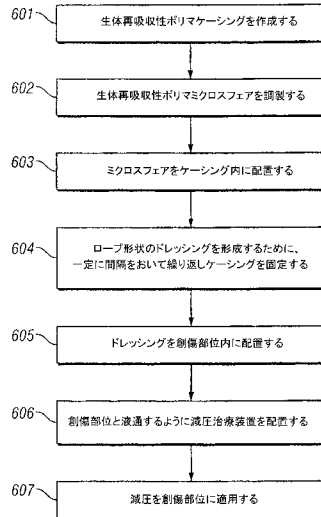 601
生体再吸収性ポリマケーシングを作成する
602
生体再吸収性ポリマミクロスフェアを調製する
603
ミクロスフェアをケーシング内に配置する
604
ロープ形状のドレッシングを形成するために、
一定に間隔をおいて繰り返しケーシングを固定する
605
ドレッシングを創傷部位内に配置する
606
創傷部位と液通するように減圧治療装置を配置する
607
減圧を創傷部位に適用する